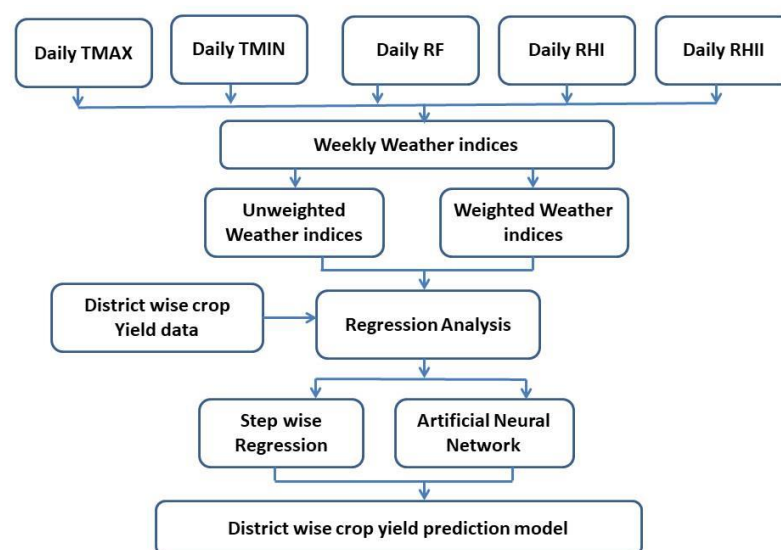 Daily TMAX
Daily TMIN
Daily RF
Daily RHI
Daily RHII
Weekly Weather indices
Unweighted
Weather indices
Weighted Weather
indices
District wise crop
Yield data
Regression Analysis
Step wise
Regression
Artificial Neural
Network
District wise crop yield prediction model